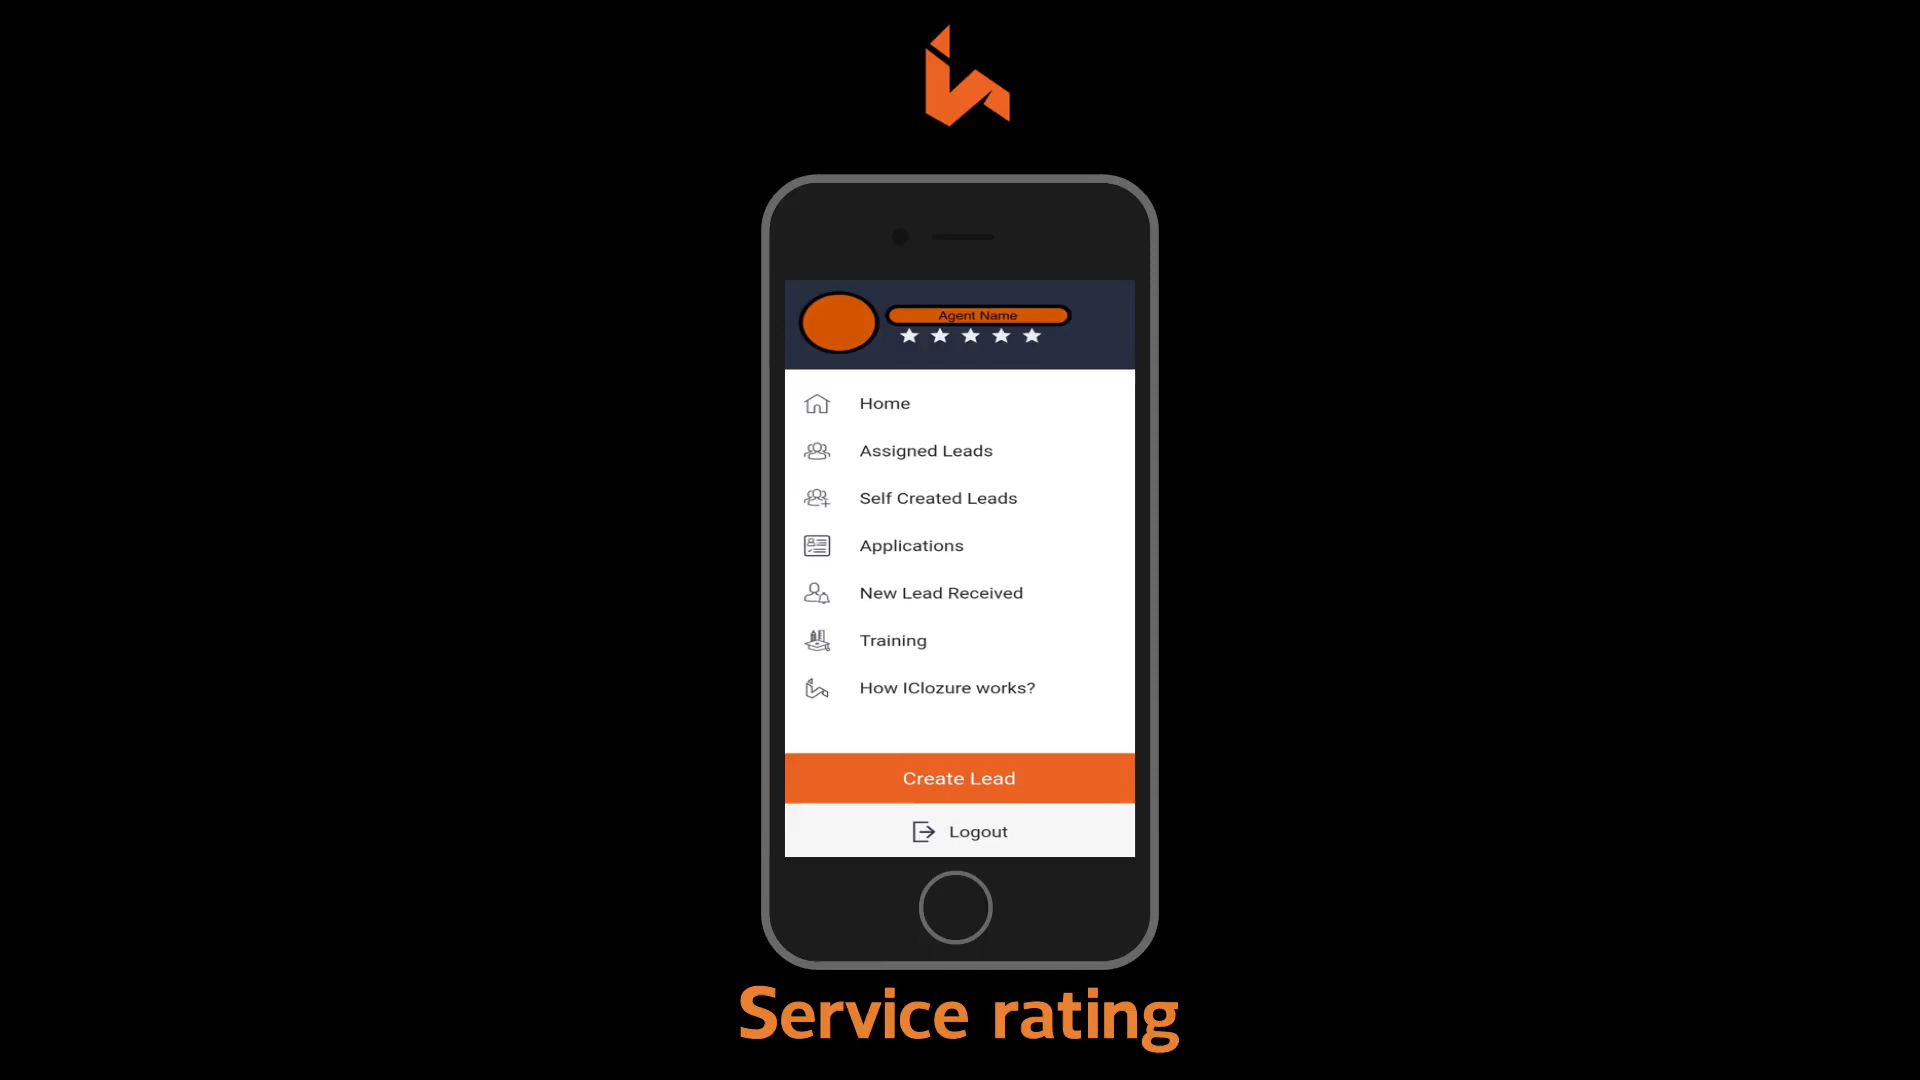 Agent Name
Home
Assigned Leads
Self Created Leads
Applications
New Lead Received
Training
How IClozure works?
Create Lead
Logout
Service rating